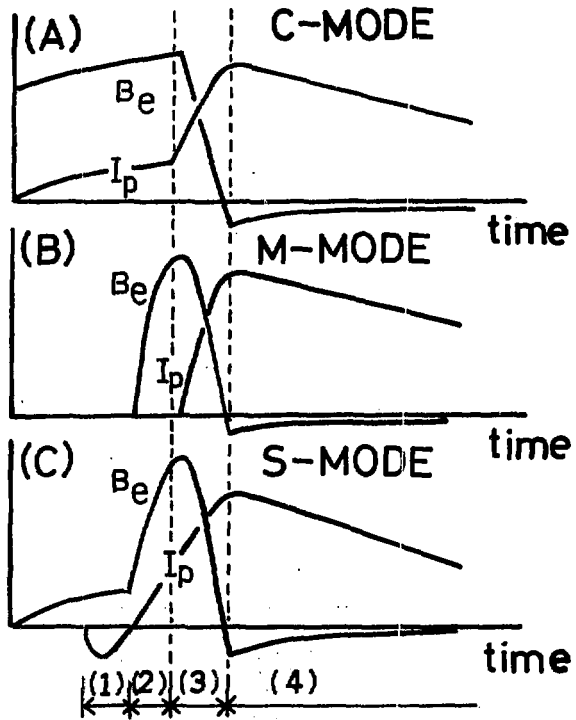 (A) C-MODE
Be
Ip
time
(B) M-MODE
Be
Ip
time
(C) S-MODE
Be
Ip
time
(1) (2) (3) (4)